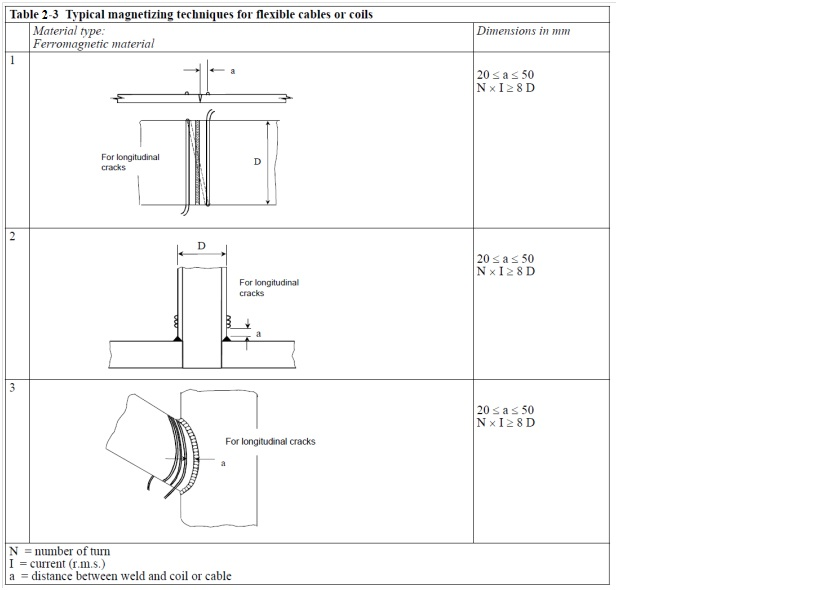 Table 2-3 Typical magnetizing techniques for flexible cables or coils
Material type:
Ferromagnetic material
Dimensions in mm
1
a
For longitudinal
cracks
D
20 ≤ a ≤ 50
N × I ≥ 8 D
2
D
For longitudinal
cracks
a
20 ≤ a ≤ 50
N × I ≥ 8 D
3
For longitudinal cracks
a
20 ≤ a ≤ 50
N × I ≥ 8 D
N = number of turn
I = current (r.m.s.)
a = distance between weld and coil or cable